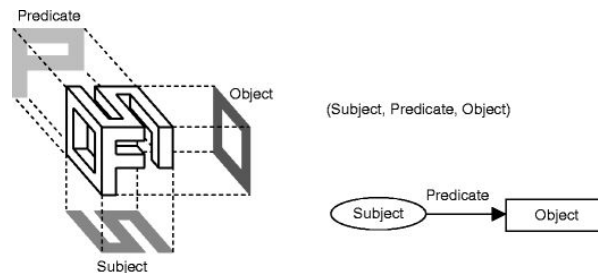 Predicate
Object
Subject
(Subject, Predicate, Object)
Predicate
Subject
Object